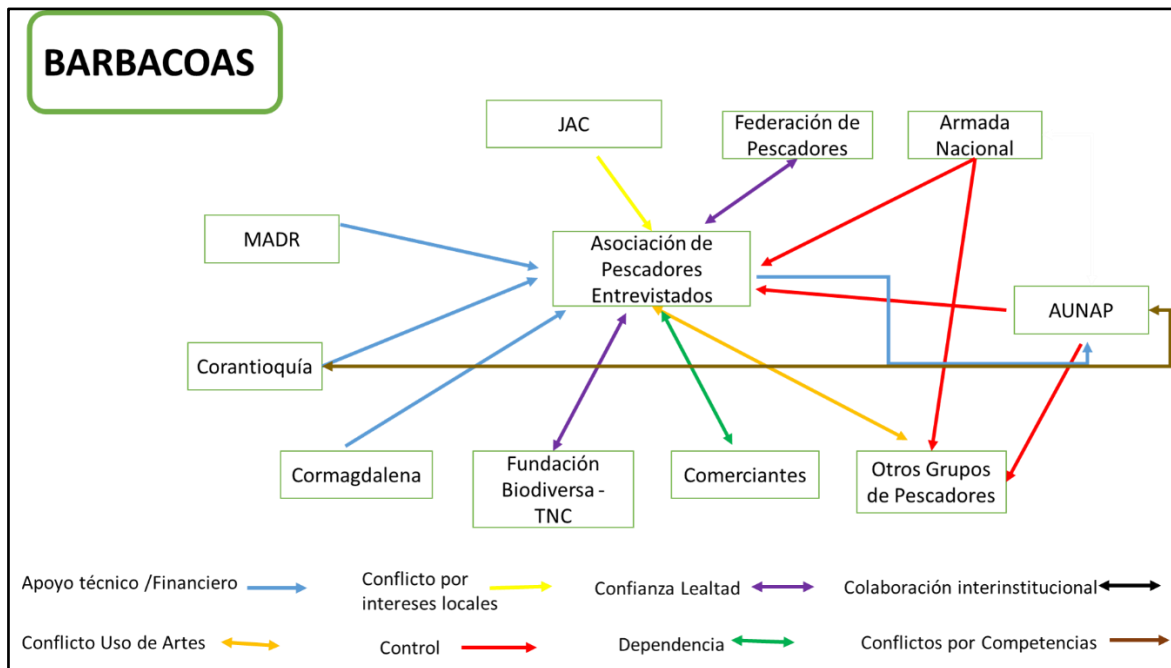 BARBACOAS
JAC
Federación de
Pescadores
Armada
Nacional
MADR
Asociación de
Pescadores
Entrevistados
AUNAP
Corantioquía
Cormagdalena
Fundación
Biodiversa -
TNC
Comerciantes
Otros Grupos
de Pescadores
Apoyo técnico /Financiero
Conflicto por
intereses locales
Confianza Lealtad
Colaboración interinstitucional
Conflicto Uso de Artes
Control
Dependencia
Conflictos por Competencias